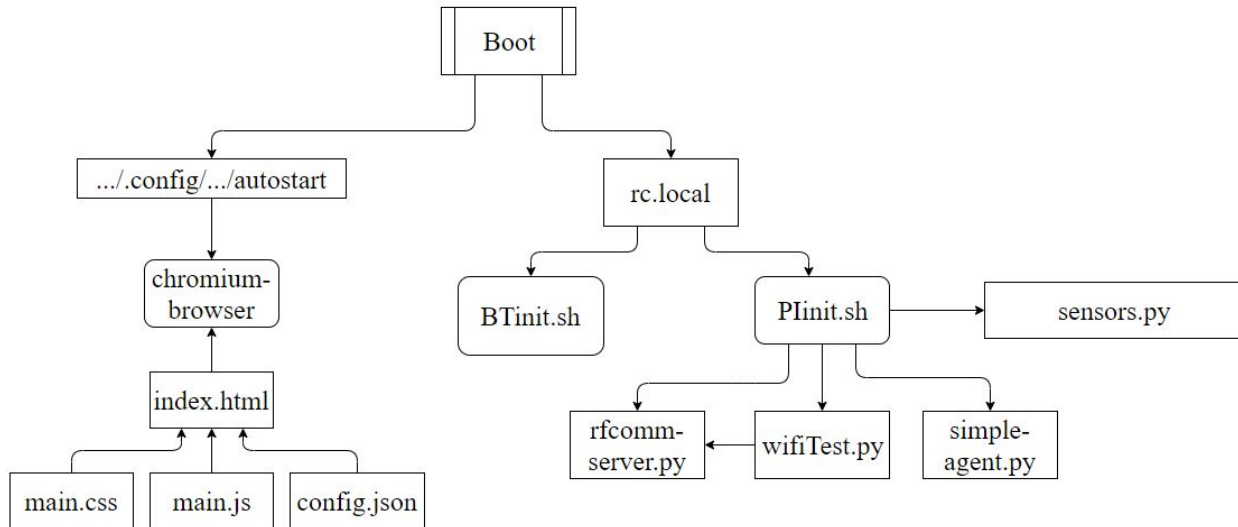 Boot
.../.config/.../autostart
rc.local
chromium-
browser
BTinit.sh
PIinit.sh
sensors.py
index.html
rfcomm-
server.py
wifiTest.py
simple-
agent.py
main.css
main.js
config.json